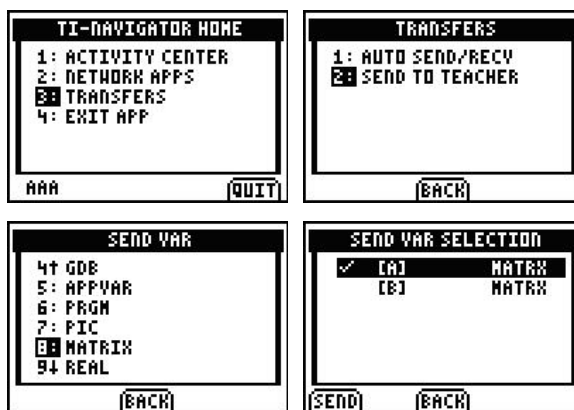 TI-NAVIGATOR HOME
1: ACTIVITY CENTER
2: NETWORK APPS
3: TRANSFERS
4: EXIT APP
AAA
QUIT
TRANSFERS
1: AUTO SEND/RECV
2: SEND TO TEACHER
BACK
SEND VAR
4↑ GDB
5: APPVAR
6: PRGM
7: PIC
8: MATRIX
9↓ REAL
BACK
SEND VAR SELECTION
✓ [A] MATRX
[B] MATRX
SEND BACK